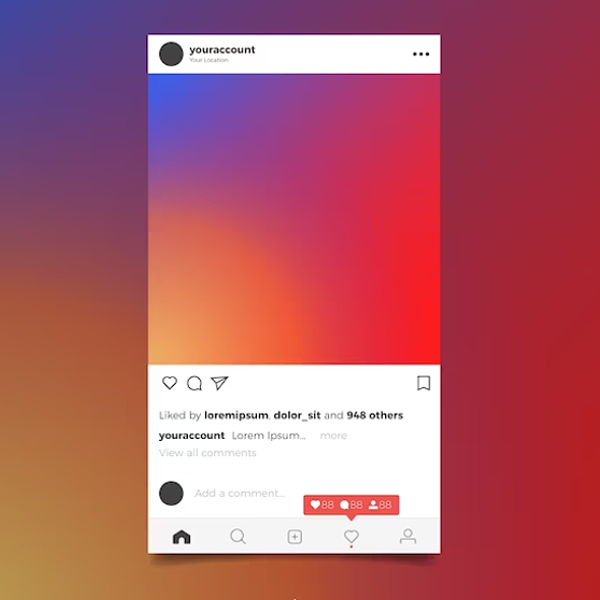 youraccount
Your Location
Liked by loremipsum, dolor_sit and 948 others
youraccount Lorem Ipsum... more
View all comments
Add a comment...
88 88 88